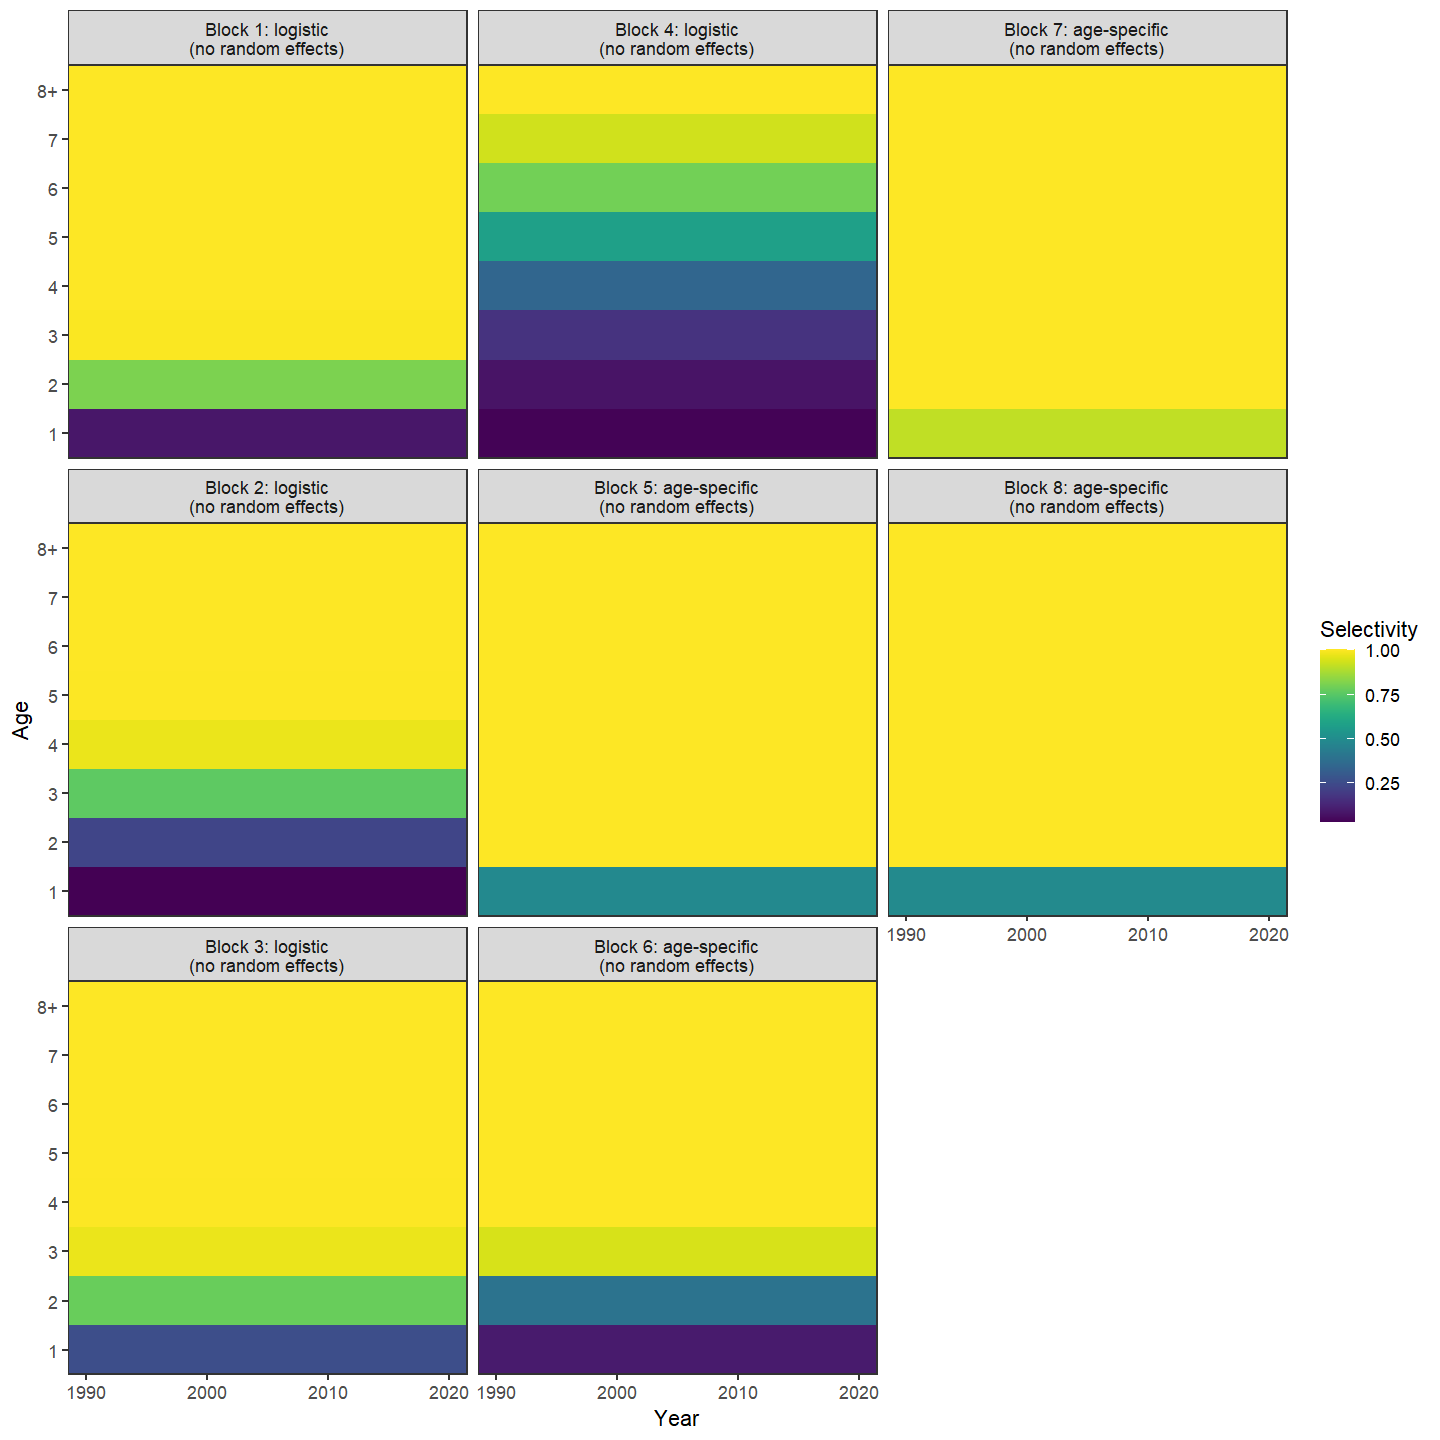 Block 1: logistic
(no random effects)
Block 4: logistic
(no random effects)
Block 7: age-specific
(no random effects)
8+
7
6
5
4
3
2
1
Block 2: logistic
(no random effects)
Block 5: age-specific
(no random effects)
Block 8: age-specific
(no random effects)
8+
7
6
5
4
3
2
1
1990
2000
2010
2020
Block 3: logistic
(no random effects)
Block 6: age-specific
(no random effects)
8+
7
6
5
4
3
2
1
1990
2000
2010
2020
1990
2000
2010
2020
Age
Year
Selectivity
1.00
0.75
0.50
0.25